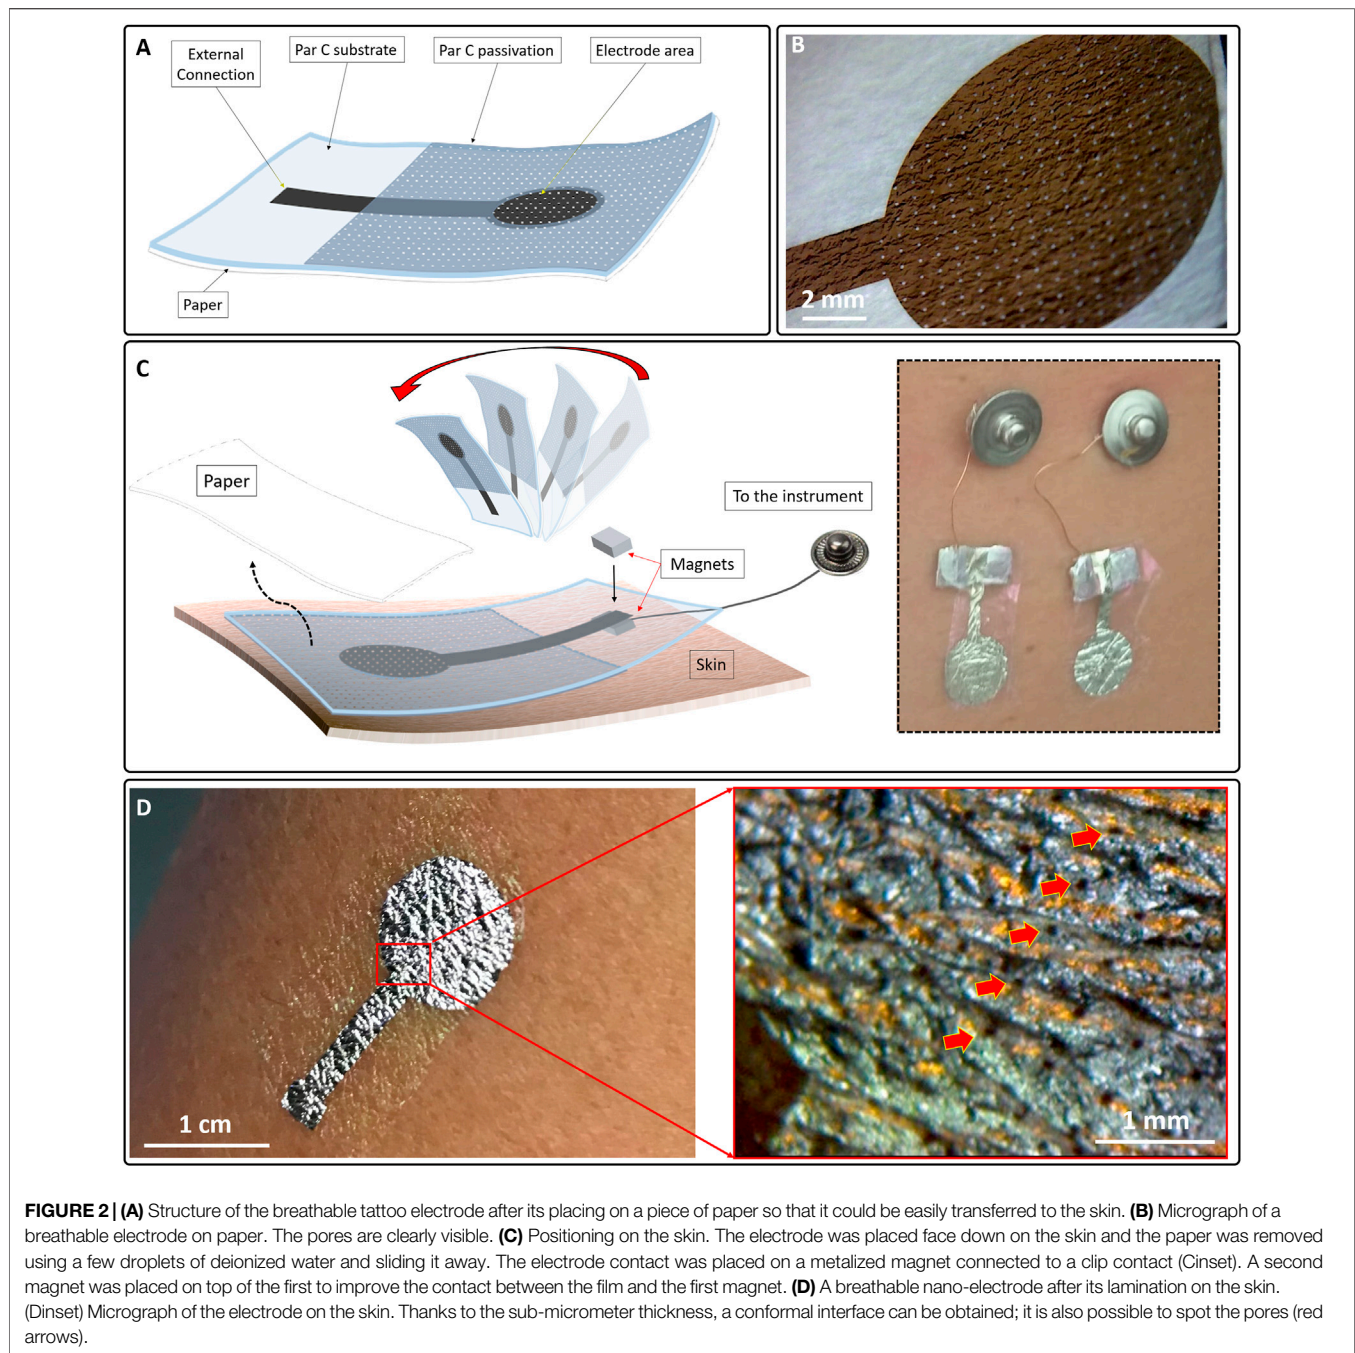 A
External
Connection
Par C substrate
Par C passivation
Electrode area
Paper
B
2 mm
C
Paper
To the instrument
Magnets
Skin
D
1 cm
1 mm
FIGURE 2 | (A) Structure of the breathable tattoo electrode after its placing on a piece of paper so that it could be easily transferred to the skin. (B) Micrograph of a
breathable electrode on paper. The pores are clearly visible. (C) Positioning on the skin. The electrode was placed face down on the skin and the paper was removed
using a few droplets of deionized water and sliding it away. The electrode contact was placed on a metalized magnet connected to a clip contact (Cinset). A second
magnet was placed on top of the first to improve the contact between the film and the first magnet. (D) A breathable nano-electrode after its lamination on the skin.
(Dinset) Micrograph of the electrode on the skin. Thanks to the sub-micrometer thickness, a conformal interface can be obtained; it is also possible to spot the pores (red
arrows).